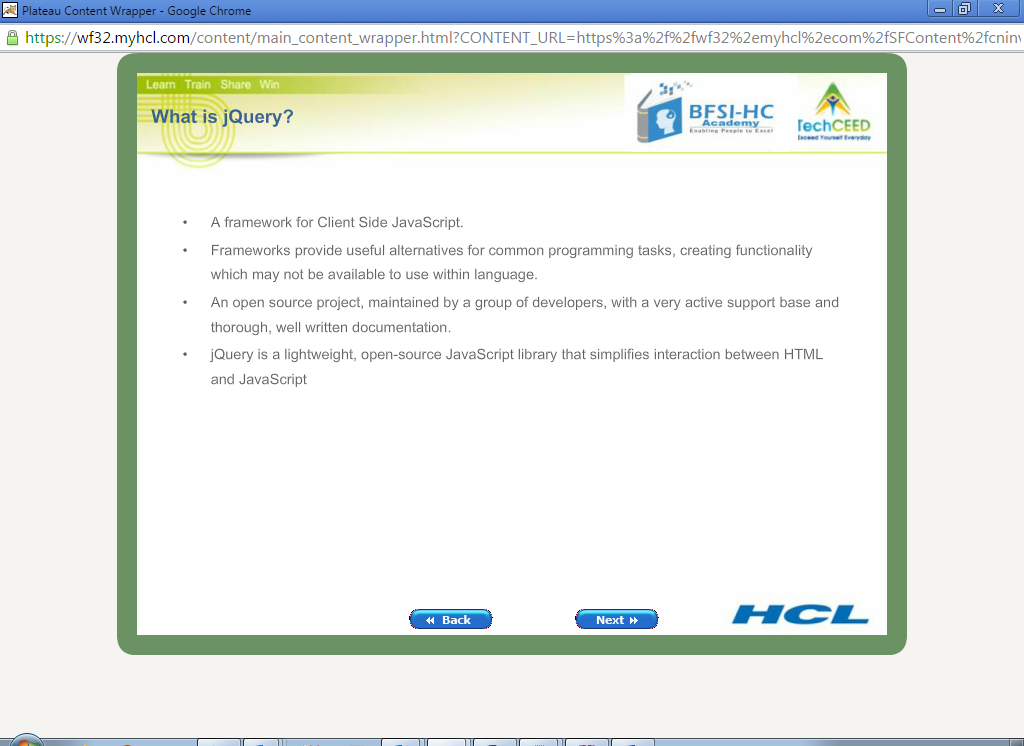 Plateau Content Wrapper - Google Chrome
https://wf32.myhcl.com/content/main_content_wrapper.html?CONTENT_URL=https%3a%2f%2fwf32%2emyhcl%2ecom%2fSFContent%2fcninv
Learn Train Share Win
What is jQuery?
BFSI-HC
Academy
Enabling People to Excel
TechCEED
Exceed Yourself Everyday
• A framework for Client Side JavaScript.
• Frameworks provide useful alternatives for common programming tasks, creating functionality
which may not be available to use within language.
• An open source project, maintained by a group of developers, with a very active support base and
thorough, well written documentation.
• jQuery is a lightweight, open-source JavaScript library that simplifies interaction between HTML
and JavaScript
Back
Next
HCL